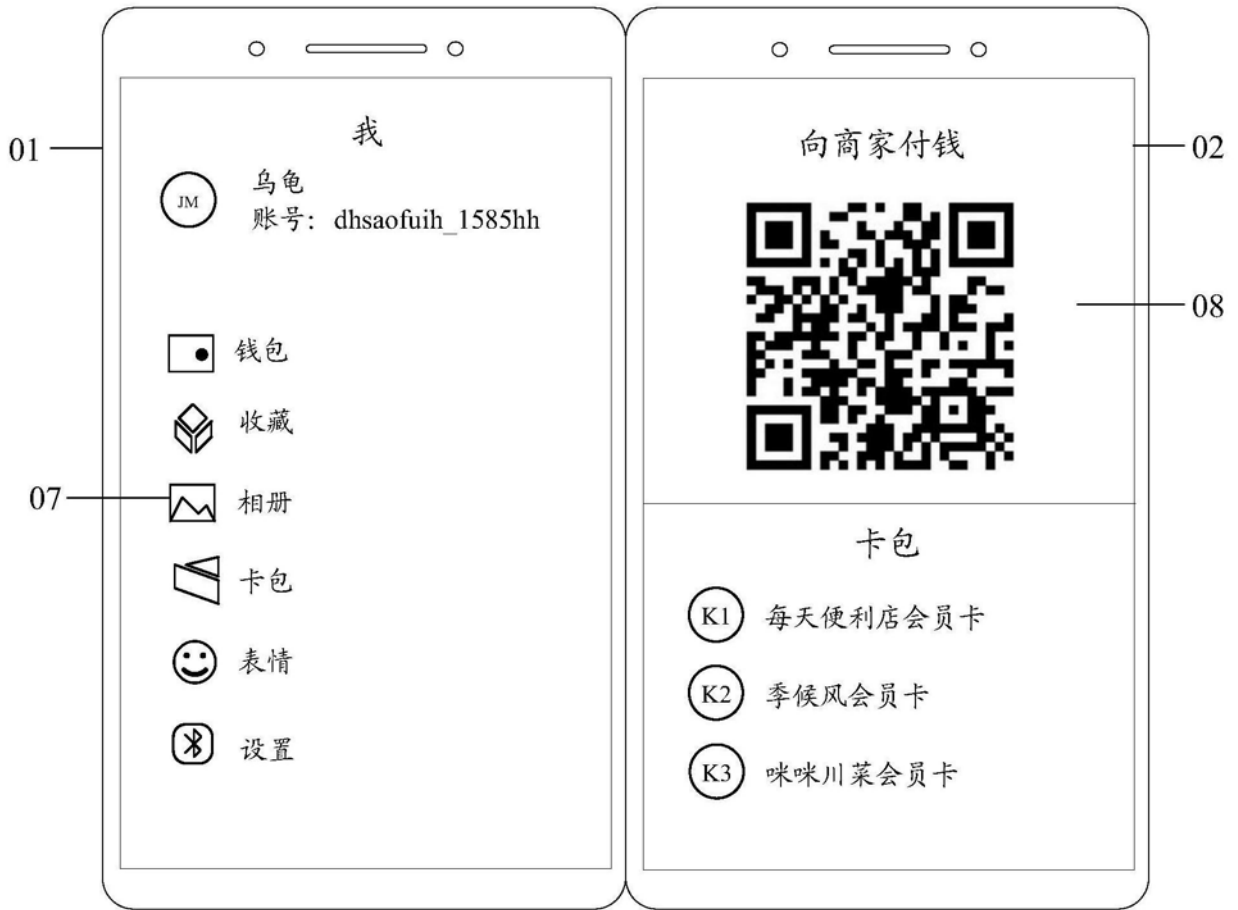 我
01
JM
乌龟
账号: dhsaofuih_1585hh
钱包
收藏
07
相册
卡包
表情
设置
向商家付钱
02
08
卡包
K1 每天便利店会员卡
K2 季候风会员卡
K3 咪咪川菜会员卡